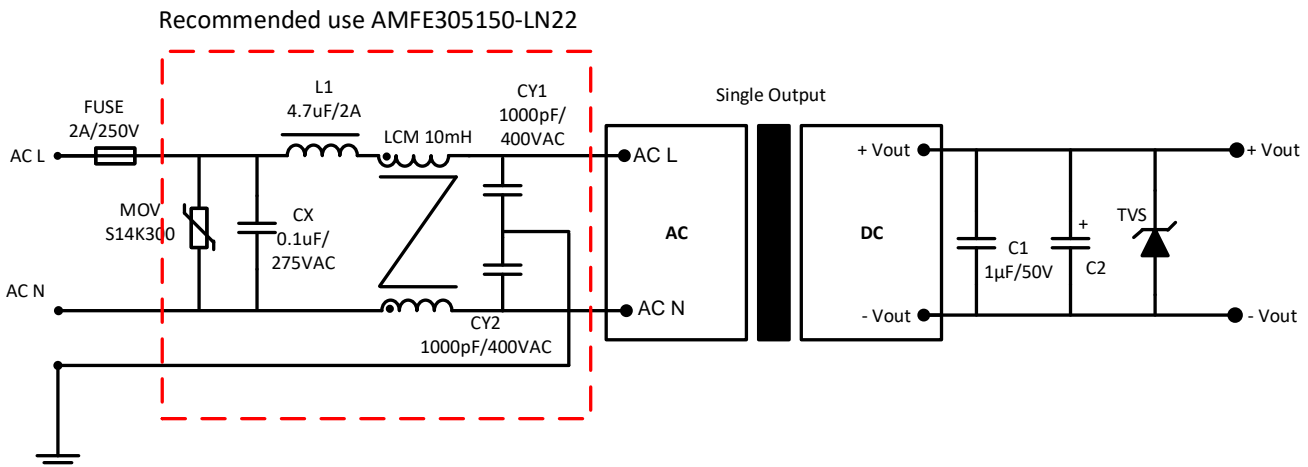 Recommended use AMFE305150-LN22
FUSE
2A/250V
L1
4.7uF/2A
LCM 10mH
CY1
1000pF/
400VAC
Single Output
AC L
AC L
+ Vout
+ Vout
MOV
S14K300
CX
0.1uF/
275VAC
AC
DC
C1
1µF/50V
+
C2
TVS
AC N
AC N
- Vout
- Vout
CY2
1000pF/400VAC